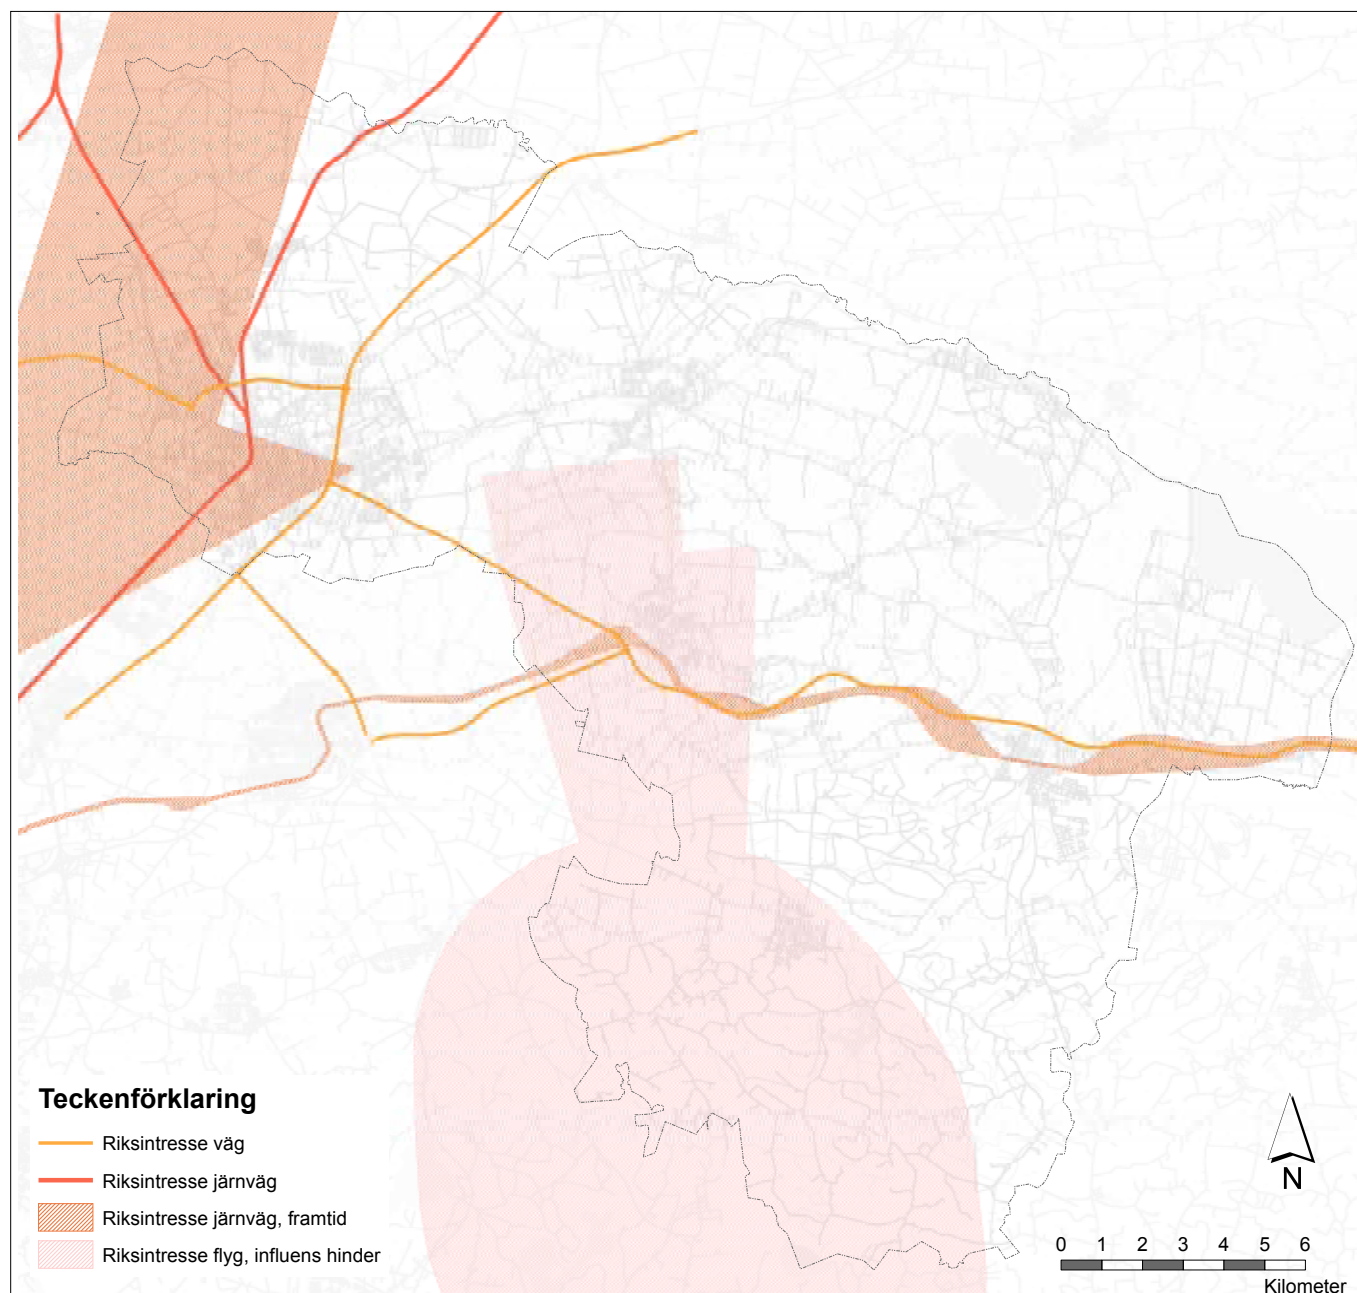 Teckenförklaring
Riksintresse väg
Riksintresse järnväg
Riksintresse järnväg, framtid
Riksintresse flyg, influens hinder
N
0 1 2 3 4 5 6
Kilometer